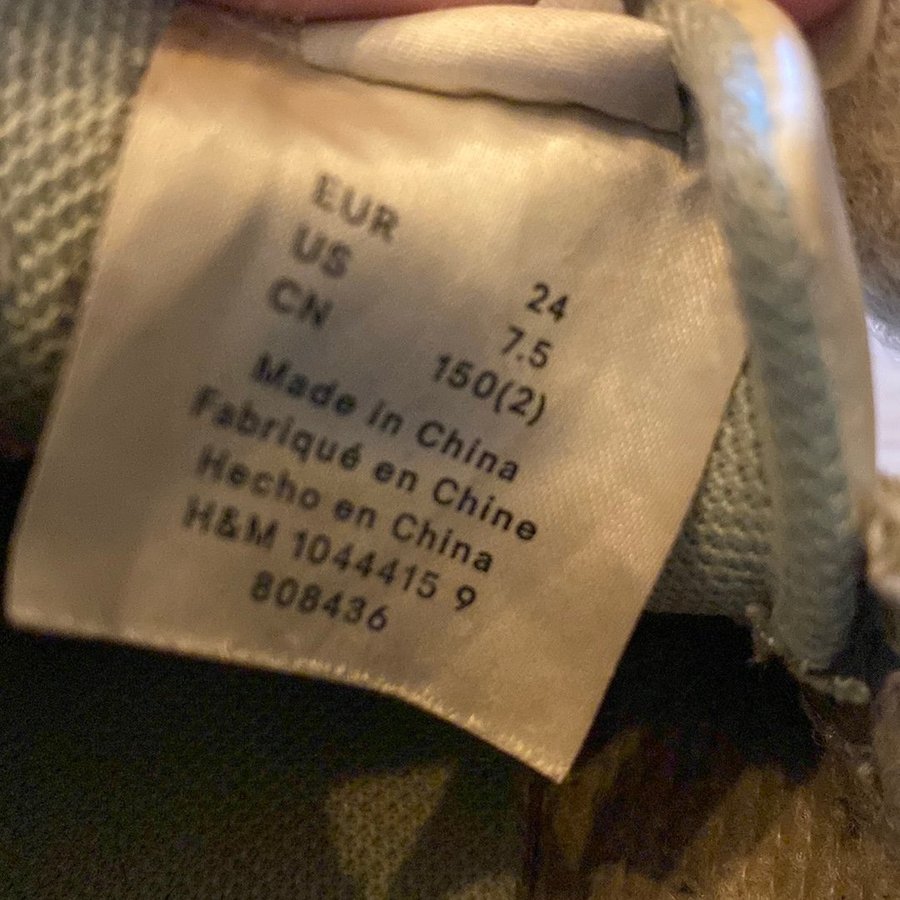 EUR 24
US 7.5
CN 150(2)
Made in China
Fabriqué en Chine
Hecho en China
H&M 1044415 9
808436